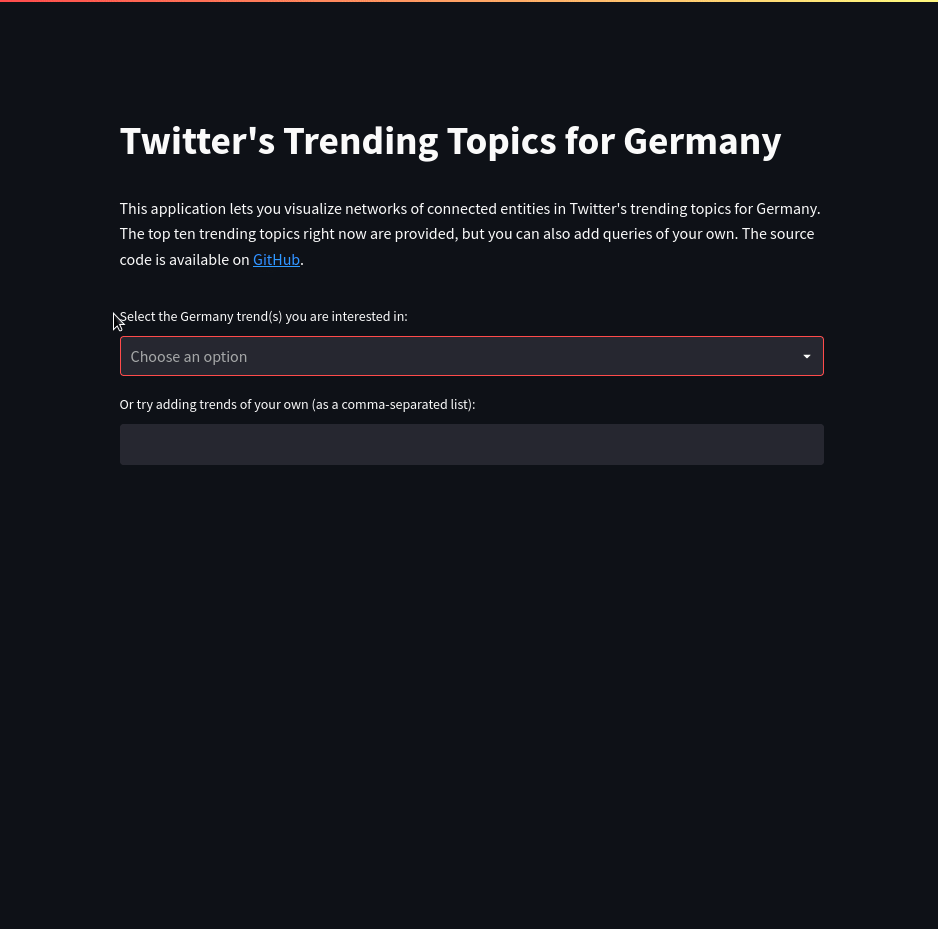 Twitter's Trending Topics for Germany
This application lets you visualize networks of connected entities in Twitter's trending topics for Germany.
The top ten trending topics right now are provided, but you can also add queries of your own. The source
code is available on GitHub.
Select the Germany trend(s) you are interested in:
Choose an option
Or try adding trends of your own (as a comma-separated list):